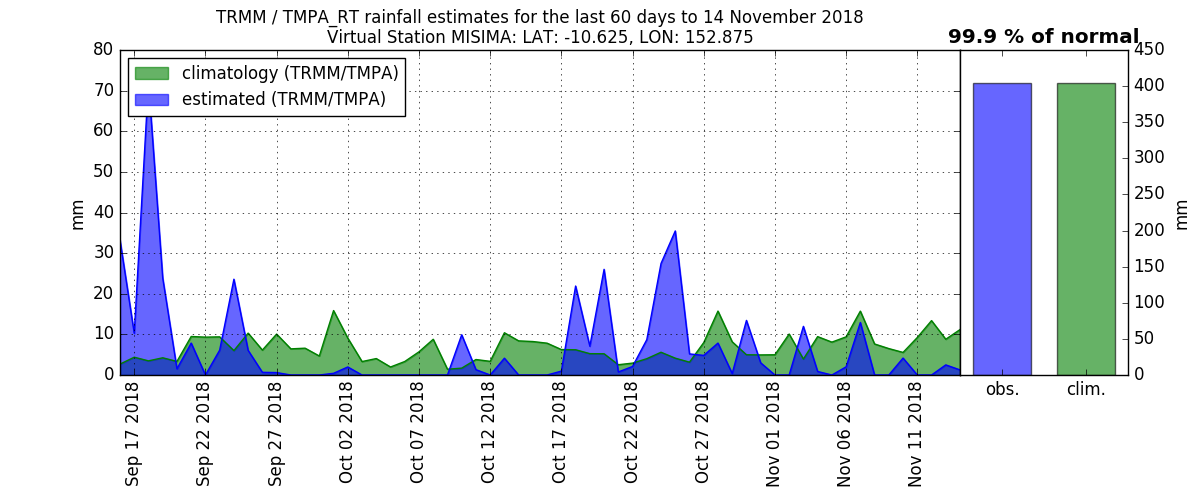 TRMM / TMPA_RT rainfall estimates for the last 60 days to 14 November 2018
Virtual Station MISIMA: LAT: -10.625, LON: 152.875
99.9 % of normal
climatology (TRMM/TMPA)
estimated (TRMM/TMPA)
80
70
60
50
40
30
20
10
0
mm
450
400
350
300
250
200
150
100
50
0
mm
Sep 17 2018
Sep 22 2018
Sep 27 2018
Oct 02 2018
Oct 07 2018
Oct 12 2018
Oct 17 2018
Oct 22 2018
Oct 27 2018
Nov 01 2018
Nov 06 2018
Nov 11 2018
obs.
clim.